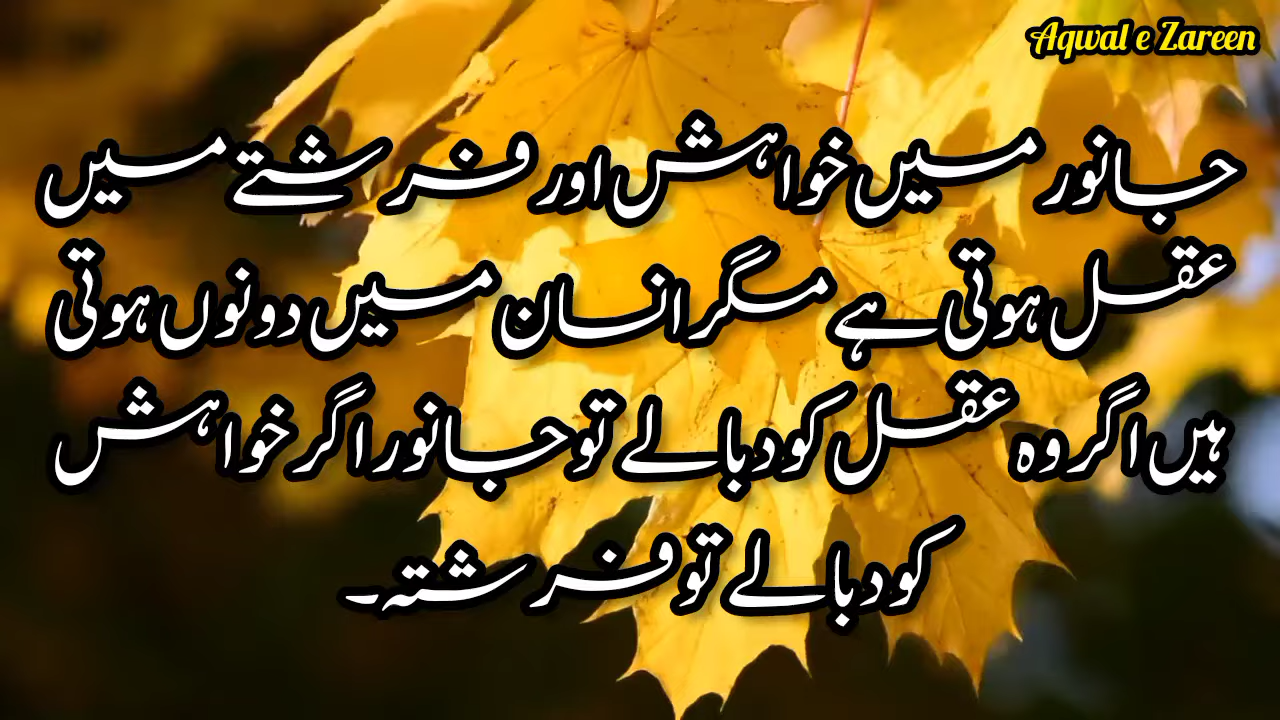 Aqwal e Zareen
جانور میں خواہش اور فرشتے میں
عقل ہوتی ہے مگر انسان میں دونوں ہوتی
ہیں اگر وہ عقل کو دبا لے تو جانور اگر خواہش
کو دبا لے تو فرشتہ۔